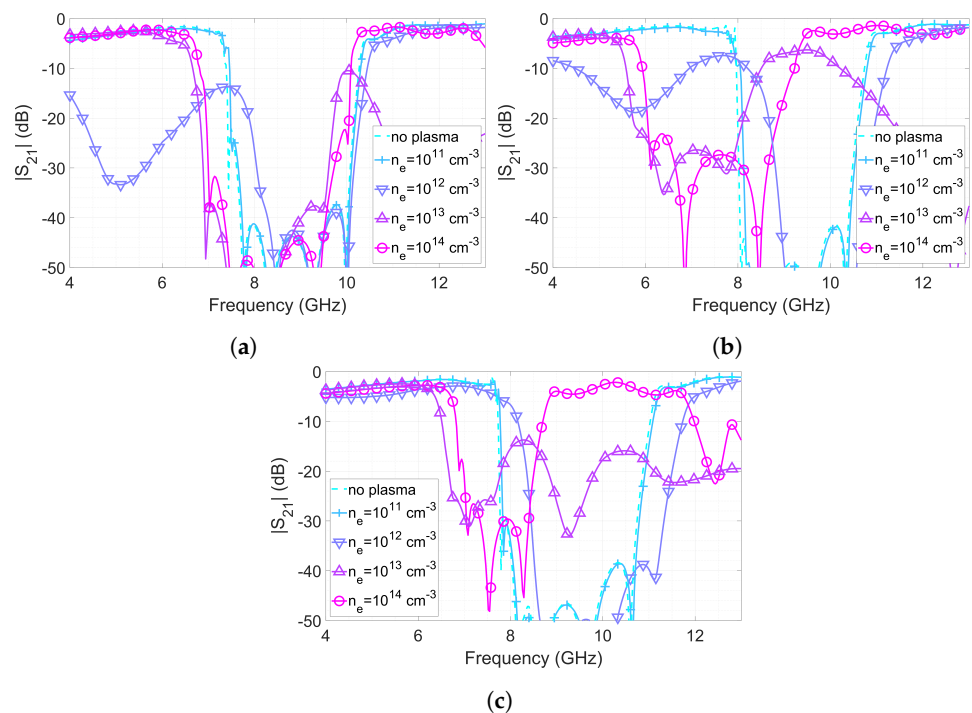 0
-10
-20
-30
-40
-50
|S21| (dB)
4 6 8 10 12
Frequency (GHz)
no plasma
ne=10^11 cm-3
ne=10^12 cm-3
ne=10^13 cm-3
ne=10^14 cm-3
(a)
0
-10
-20
-30
-40
-50
|S21| (dB)
4 6 8 10 12
Frequency (GHz)
no plasma
ne=10^11 cm-3
ne=10^12 cm-3
ne=10^13 cm-3
ne=10^14 cm-3
(b)
0
-10
-20
-30
-40
-50
|S21| (dB)
4 6 8 10 12
Frequency (GHz)
no plasma
ne=10^11 cm-3
ne=10^12 cm-3
ne=10^13 cm-3
ne=10^14 cm-3
(c)